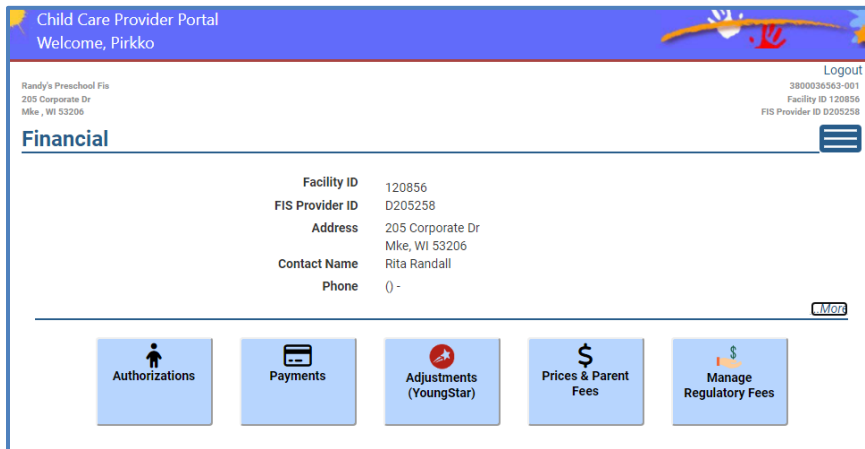 Child Care Provider Portal
Welcome, Pirkko
Logout
Randy's Preschool Fis
205 Corporate Dr
Mke , WI 53206
3800036563-001
Facility ID 120856
FIS Provider ID D205258
Financial
Facility ID 120856
FIS Provider ID D205258
Address 205 Corporate Dr
Mke, WI 53206
Contact Name Rita Randall
Phone () -
...More
Authorizations
Payments
Adjustments
(YoungStar)
Prices & Parent
Fees
Manage
Regulatory Fees